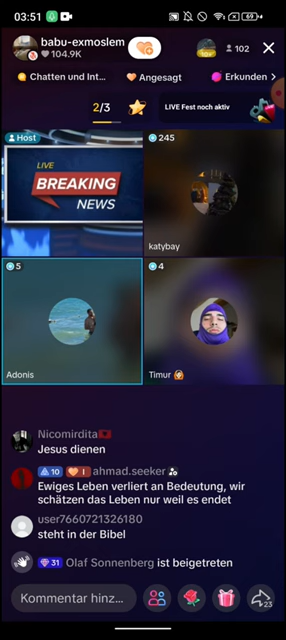 03:51
69
babu-exmoslem
104.9K
102
Chatten und Int...
Angesagt
Erkunden >
2/3
LIVE Fest noch aktiv
Host
LIVE
BREAKING
NEWS
245
katybay
5
Adonis
4
Timur
Nicomirdita
Jesus dienen
10 I ahmad.seeker
Ewiges Leben verliert an Bedeutung, wir
schätzen das Leben nur weil es endet
user7660721326180
steht in der Bibel
31 Olaf Sonnenberg ist beigetreten
Kommentar hinz...
23